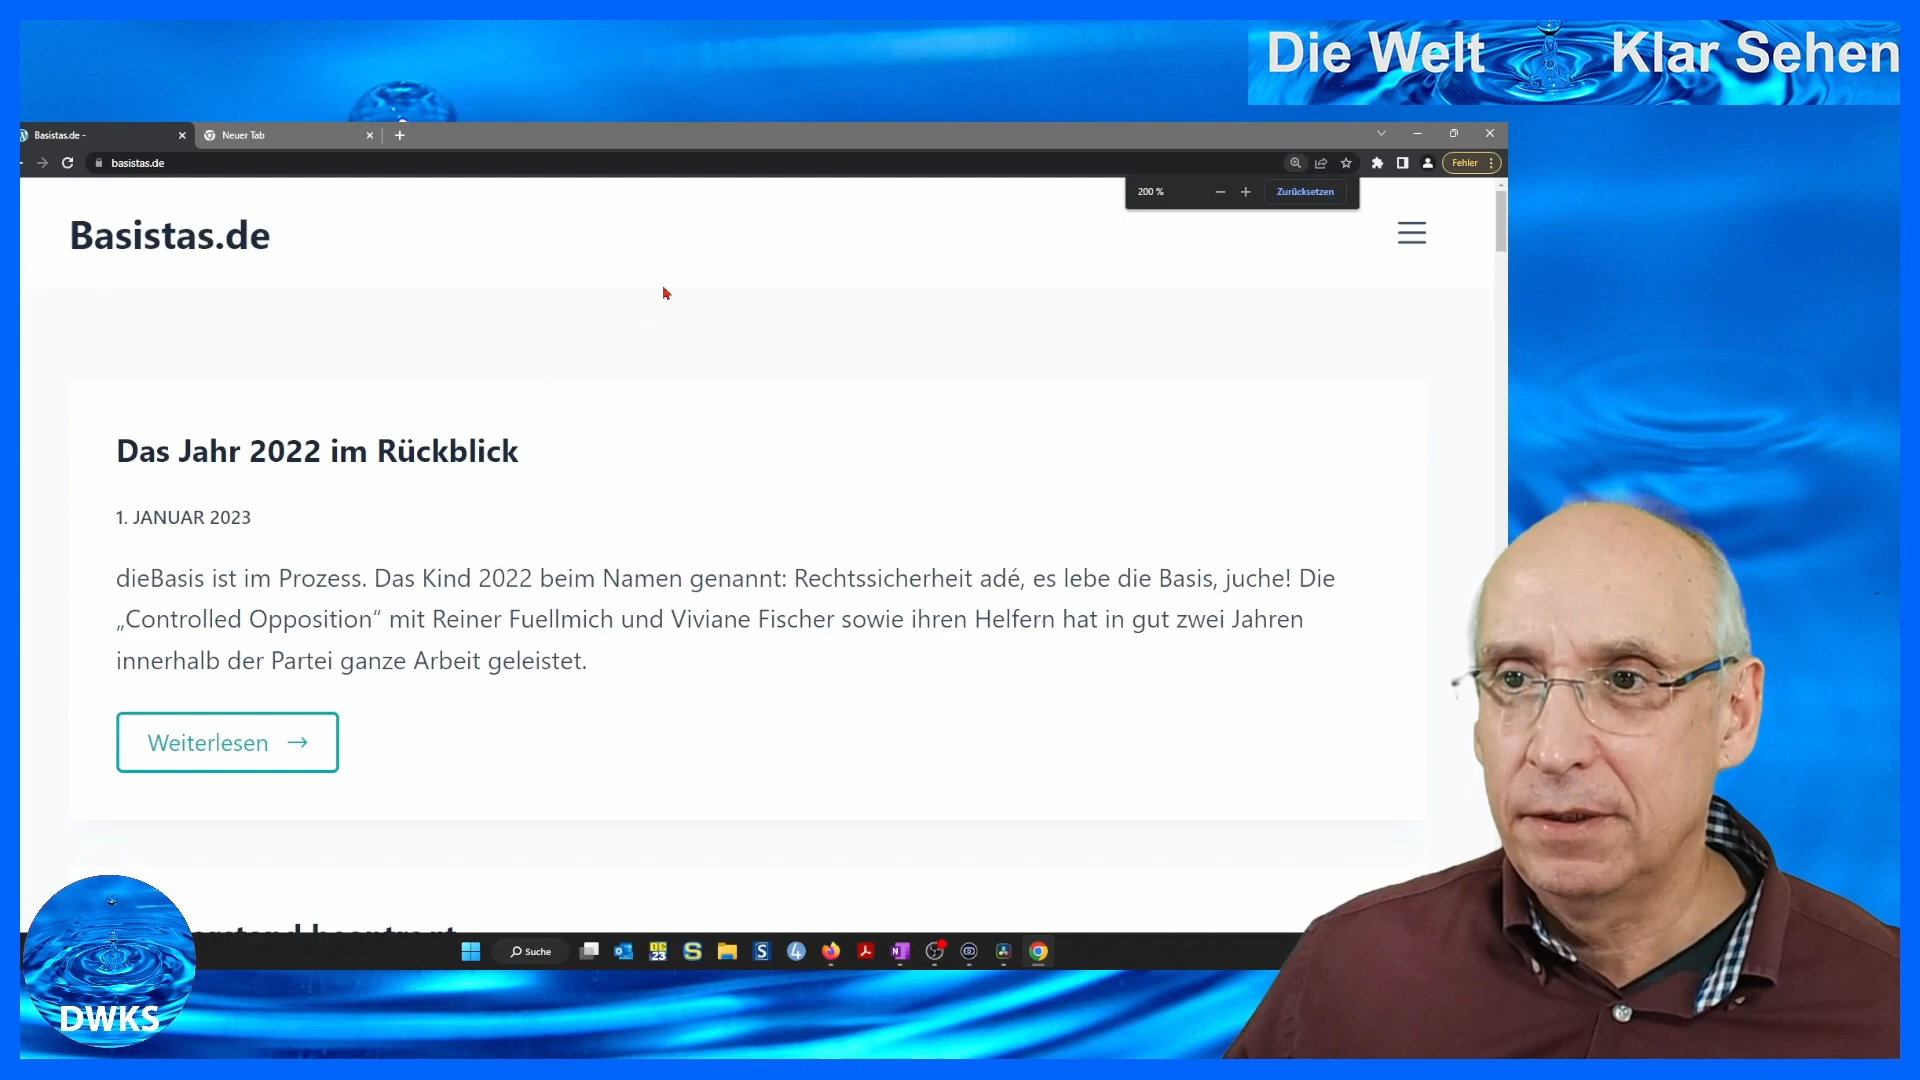 Die Welt Klar Sehen
Basistas.de -
Neuer Tab
basistas.de
Fehler
200 %
Zurücksetzen
Basistas.de
Das Jahr 2022 im Rückblick
1. JANUAR 2023
dieBasis ist im Prozess. Das Kind 2022 beim Namen genannt: Rechtssicherheit adé, es lebe die Basis, juche! Die
„Controlled Opposition“ mit Reiner Fuellmich und Viviane Fischer sowie ihren Helfern hat in gut zwei Jahren
innerhalb der Partei ganze Arbeit geleistet.
Weiterlesen →
Suche
DWKS